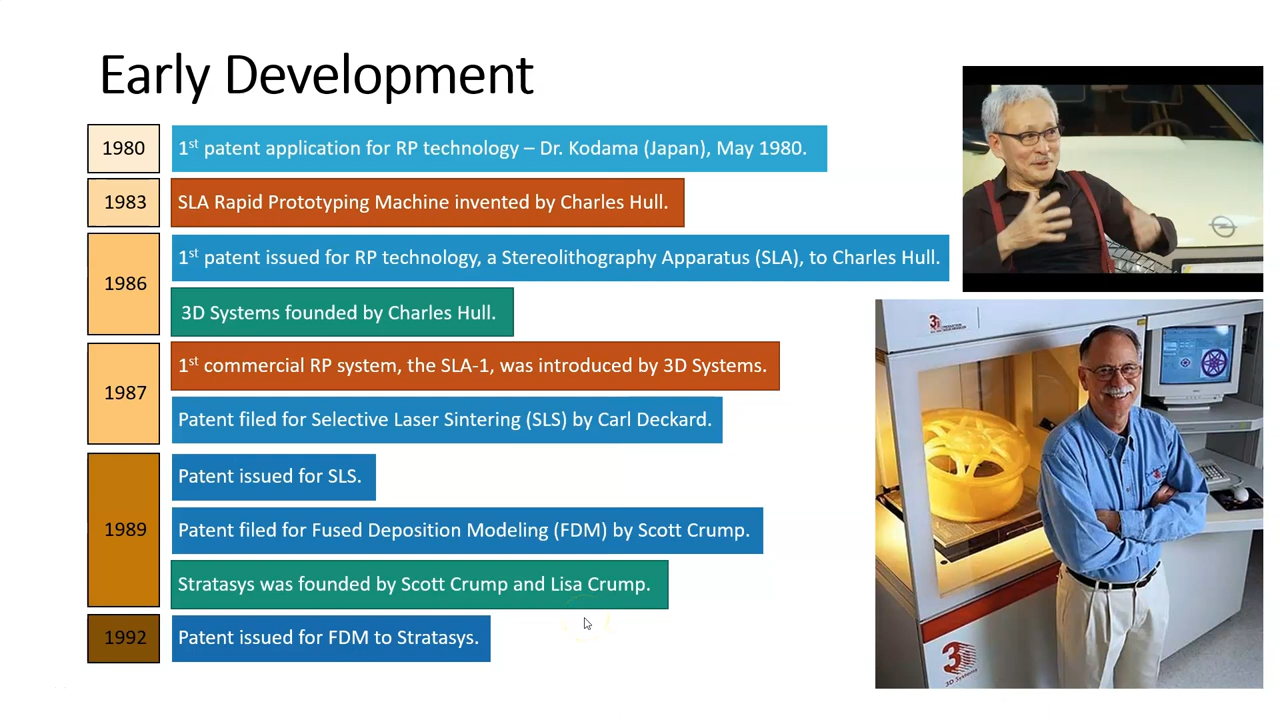 Early Development
1980
1st patent application for RP technology – Dr. Kodama (Japan), May 1980.
1983
SLA Rapid Prototyping Machine invented by Charles Hull.
1986
1st patent issued for RP technology, a Stereolithography Apparatus (SLA), to Charles Hull.
3D Systems founded by Charles Hull.
1987
1st commercial RP system, the SLA-1, was introduced by 3D Systems.
Patent filed for Selective Laser Sintering (SLS) by Carl Deckard.
1989
Patent issued for SLS.
Patent filed for Fused Deposition Modeling (FDM) by Scott Crump.
Stratasys was founded by Scott Crump and Lisa Crump.
1992
Patent issued for FDM to Stratasys.
3D Systems